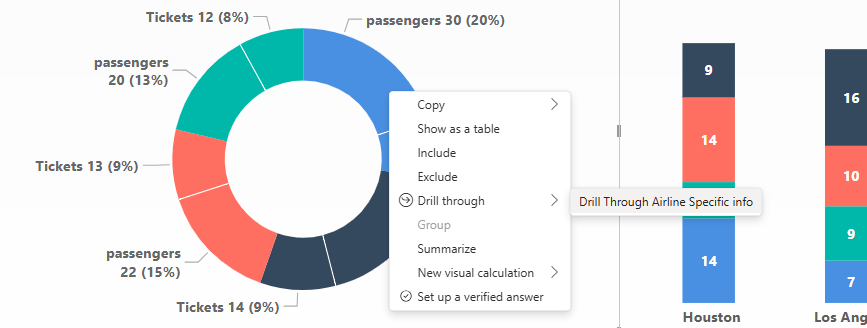 Tickets 12 (8%)
passengers 30 (20%)
passengers
20 (13%)
Tickets 13 (9%)
passengers
22 (15%)
Tickets 14 (9%)
Copy
Show as a table
Include
Exclude
Drill through
Group
Summarize
New visual calculation
Set up a verified answer
Drill Through Airline Specific info
9
14
14
Houston
16
10
9
7
Los Ang